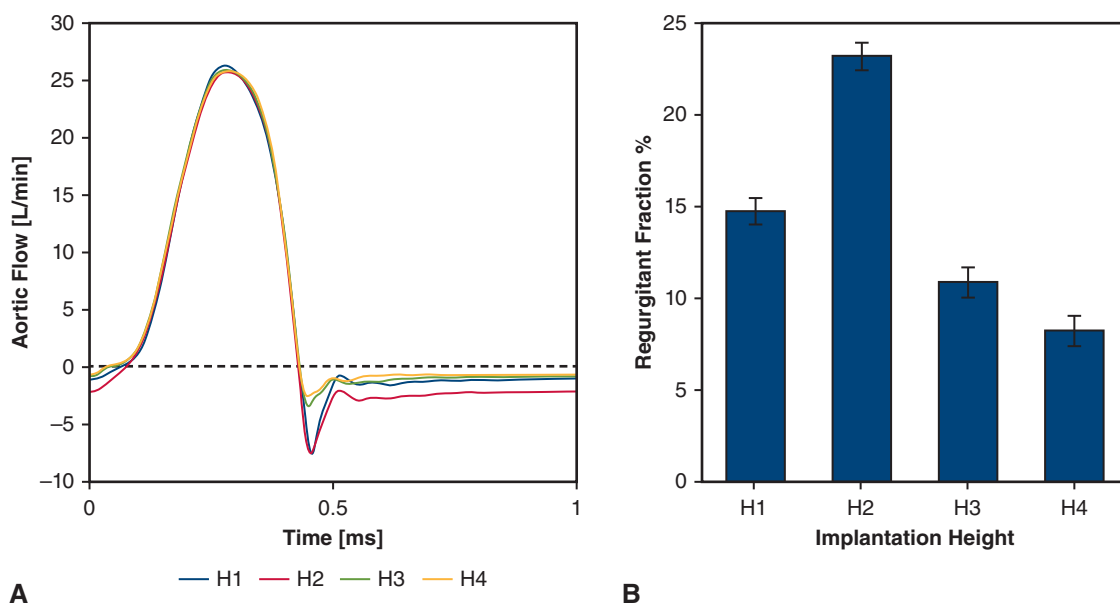 30
25
20
15
10
5
0
–5
–10
Aortic Flow [L/min]
0
0.5
1
Time [ms]
H1
H2
H3
H4
A
25
20
15
10
5
0
Regurgitant Fraction %
H1
H2
H3
H4
Implantation Height
B